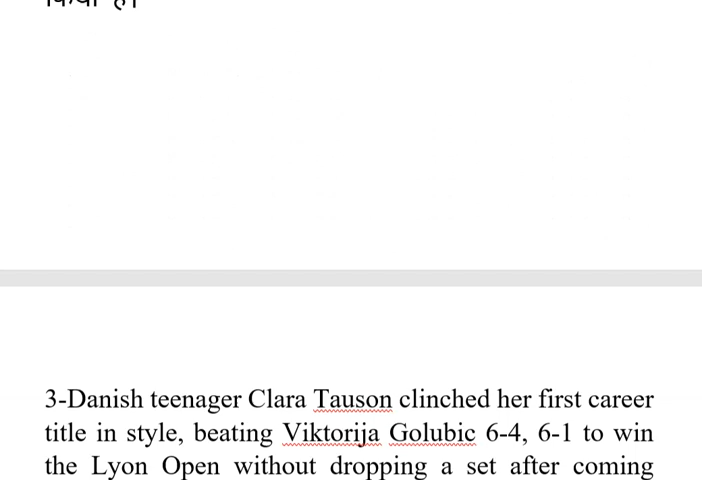 3-Danish teenager Clara Tauson clinched her first career
title in style, beating Viktorija Golubic 6-4, 6-1 to win
the Lyon Open without dropping a set after coming